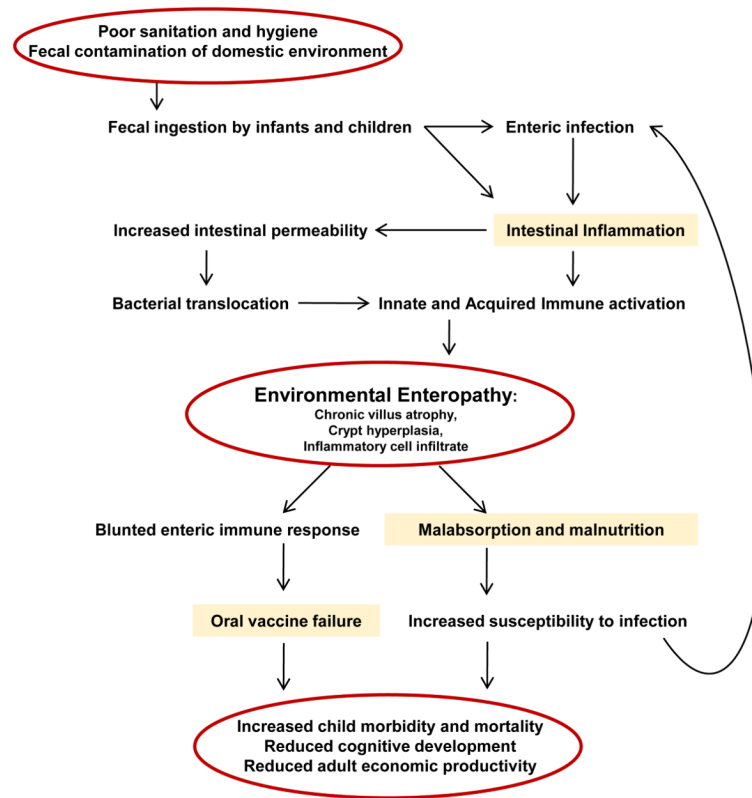 Poor sanitation and hygiene
Fecal contamination of domestic environment
Fecal ingestion by infants and children
Enteric infection
Increased intestinal permeability
Intestinal Inflammation
Bacterial translocation
Innate and Acquired Immune activation
Environmental Enteropathy:
Chronic villus atrophy,
Crypt hyperplasia,
Inflammatory cell infiltrate
Blunted enteric immune response
Malabsorption and malnutrition
Oral vaccine failure
Increased susceptibility to infection
Increased child morbidity and mortality
Reduced cognitive development
Reduced adult economic productivity